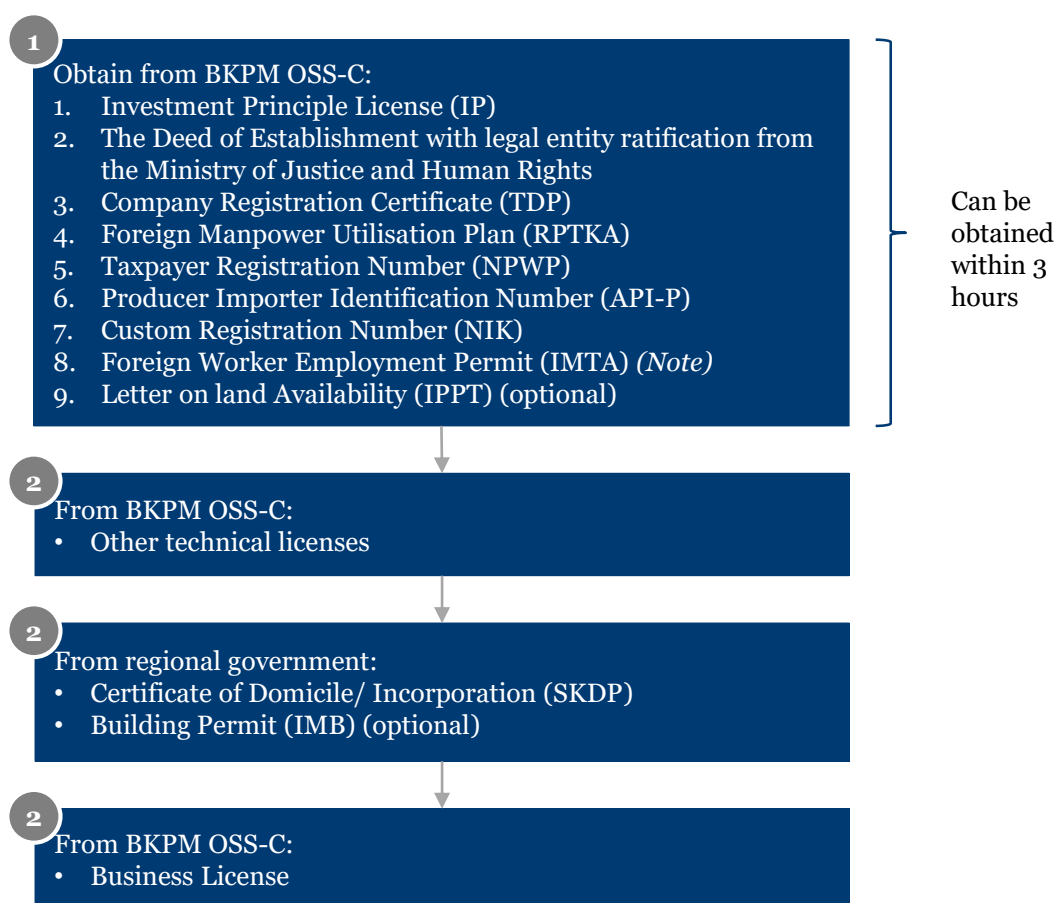 1
Obtain from BKPM OSS-C:
1. Investment Principle License (IP)
2. The Deed of Establishment with legal entity ratification from
the Ministry of Justice and Human Rights
3. Company Registration Certificate (TDP)
4. Foreign Manpower Utilisation Plan (RPTKA)
5. Taxpayer Registration Number (NPWP)
6. Producer Importer Identification Number (API-P)
7. Custom Registration Number (NIK)
8. Foreign Worker Employment Permit (IMTA) (Note)
9. Letter on land Availability (IPPT) (optional)
Can be
obtained
within 3
hours
2
From BKPM OSS-C:
• Other technical licenses
2
From regional government:
• Certificate of Domicile/ Incorporation (SKDP)
• Building Permit (IMB) (optional)
2
From BKPM OSS-C:
• Business License